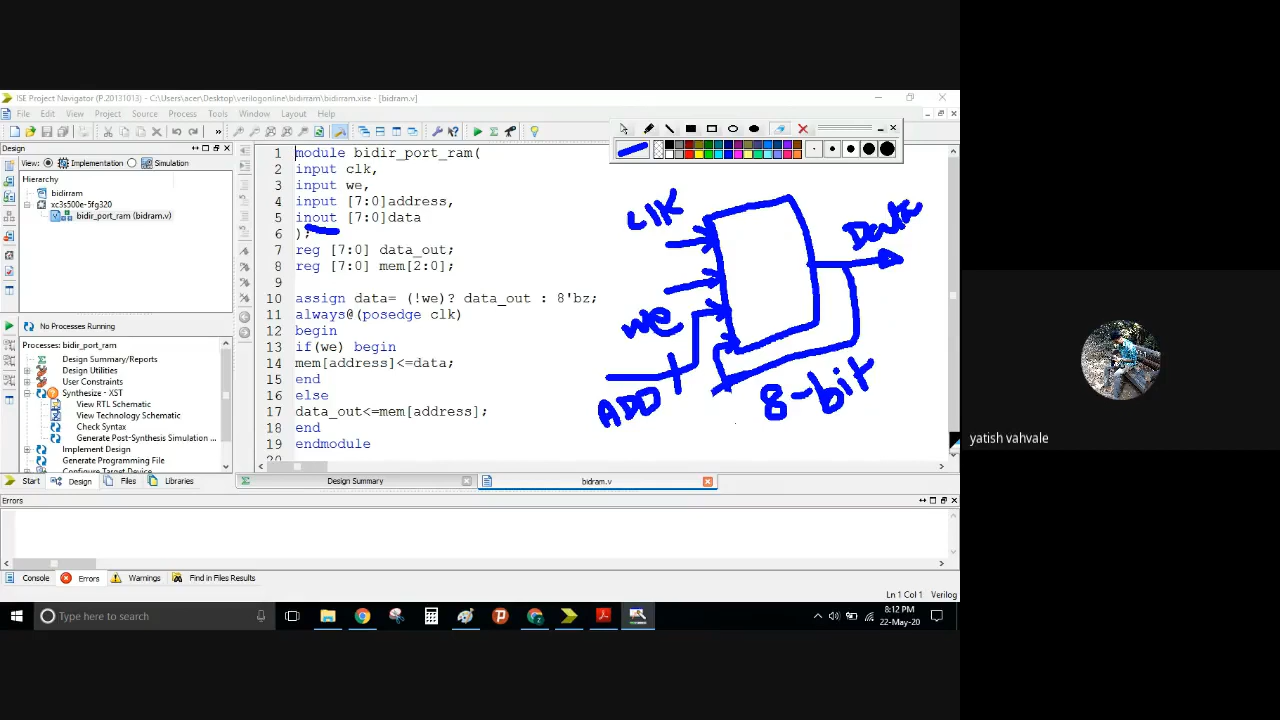 ISE Project Navigator (P.20131013) - C:\Users\acer\Desktop\verilogonline\bidirram\bidirram.xise - [bidram.v]
File Edit View Project Source Process Tools Window Layout Help
Design
View: Implementation Simulation
Hierarchy
bidirram
xc3s500e-5fg320
bidir_port_ram (bidram.v)
No Processes Running
Processes: bidir_port_ram
Design Summary/Reports
Design Utilities
User Constraints
Synthesize - XST
View RTL Schematic
View Technology Schematic
Check Syntax
Generate Post-Synthesis Simulation ...
Implement Design
Generate Programming File
Configure Target Device
Start Design Files Libraries
1 module bidir_port_ram(
2 input clk,
3 input we,
4 input [7:0]address,
5 inout [7:0]data
6 );
7 reg [7:0] data_out;
8 reg [7:0] mem[2:0];
9
10 assign data= (!we)? data_out : 8'bz;
11 always@(posedge clk)
12 begin
13 if(we) begin
14 mem[address]<=data;
15 end
16 else
17 data_out<=mem[address];
18 end
19 endmodule
20
clk
we
ADD
Data
8-bit
Design Summary bidram.v
Errors
Console Errors Warnings Find in Files Results
Ln 1 Col 1 Verilog
Type here to search
8:12 PM
22-May-20
yatish vahvale